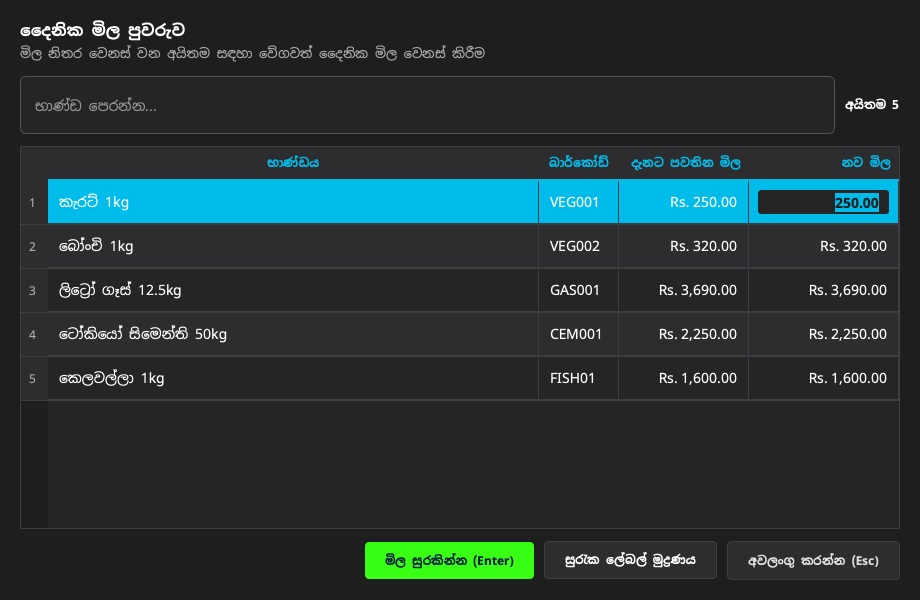 දෛනික මිල පුවරුව
මිල නිතර වෙනස් වන අයිතම සඳහා වේගවත් දෛනික මිල වෙනස් කිරීම
භාණ්ඩ පෙරන්න... අයිතම 5
භාණ්ඩය බාර්කෝඩ් දැනට පවතින මිල නව මිල
1 කැරට් 1kg VEG001 Rs. 250.00 250.00
2 බෝංචි 1kg VEG002 Rs. 320.00 Rs. 320.00
3 ලිට්‍රෝ ගෑස් 12.5kg GAS001 Rs. 3,690.00 Rs. 3,690.00
4 ටෝකියෝ සිමෙන්ති 50kg CEM001 Rs. 2,250.00 Rs. 2,250.00
5 කෙලවල්ලා 1kg FISH01 Rs. 1,600.00 Rs. 1,600.00
මිල සුරකින්න (Enter) සුරැක ලේබල් මුද්‍රණය අවලංගු කරන්න (Esc)